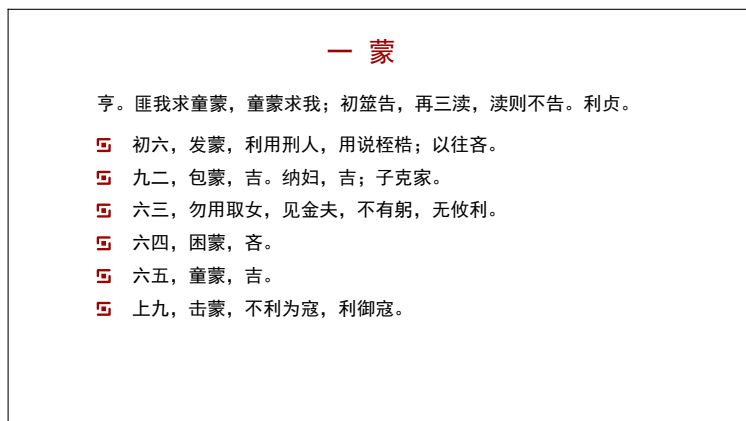 一 蒙
亨。匪我求童蒙，童蒙求我；初筮告，再三渎，渎则不告。利贞。
初六，发蒙，利用刑人，用说桎梏；以往吝。
九二，包蒙，吉。纳妇，吉；子克家。
六三，勿用取女，见金夫，不有躬，无攸利。
六四，困蒙，吝。
六五，童蒙，吉。
上九，击蒙，不利为寇，利御寇。